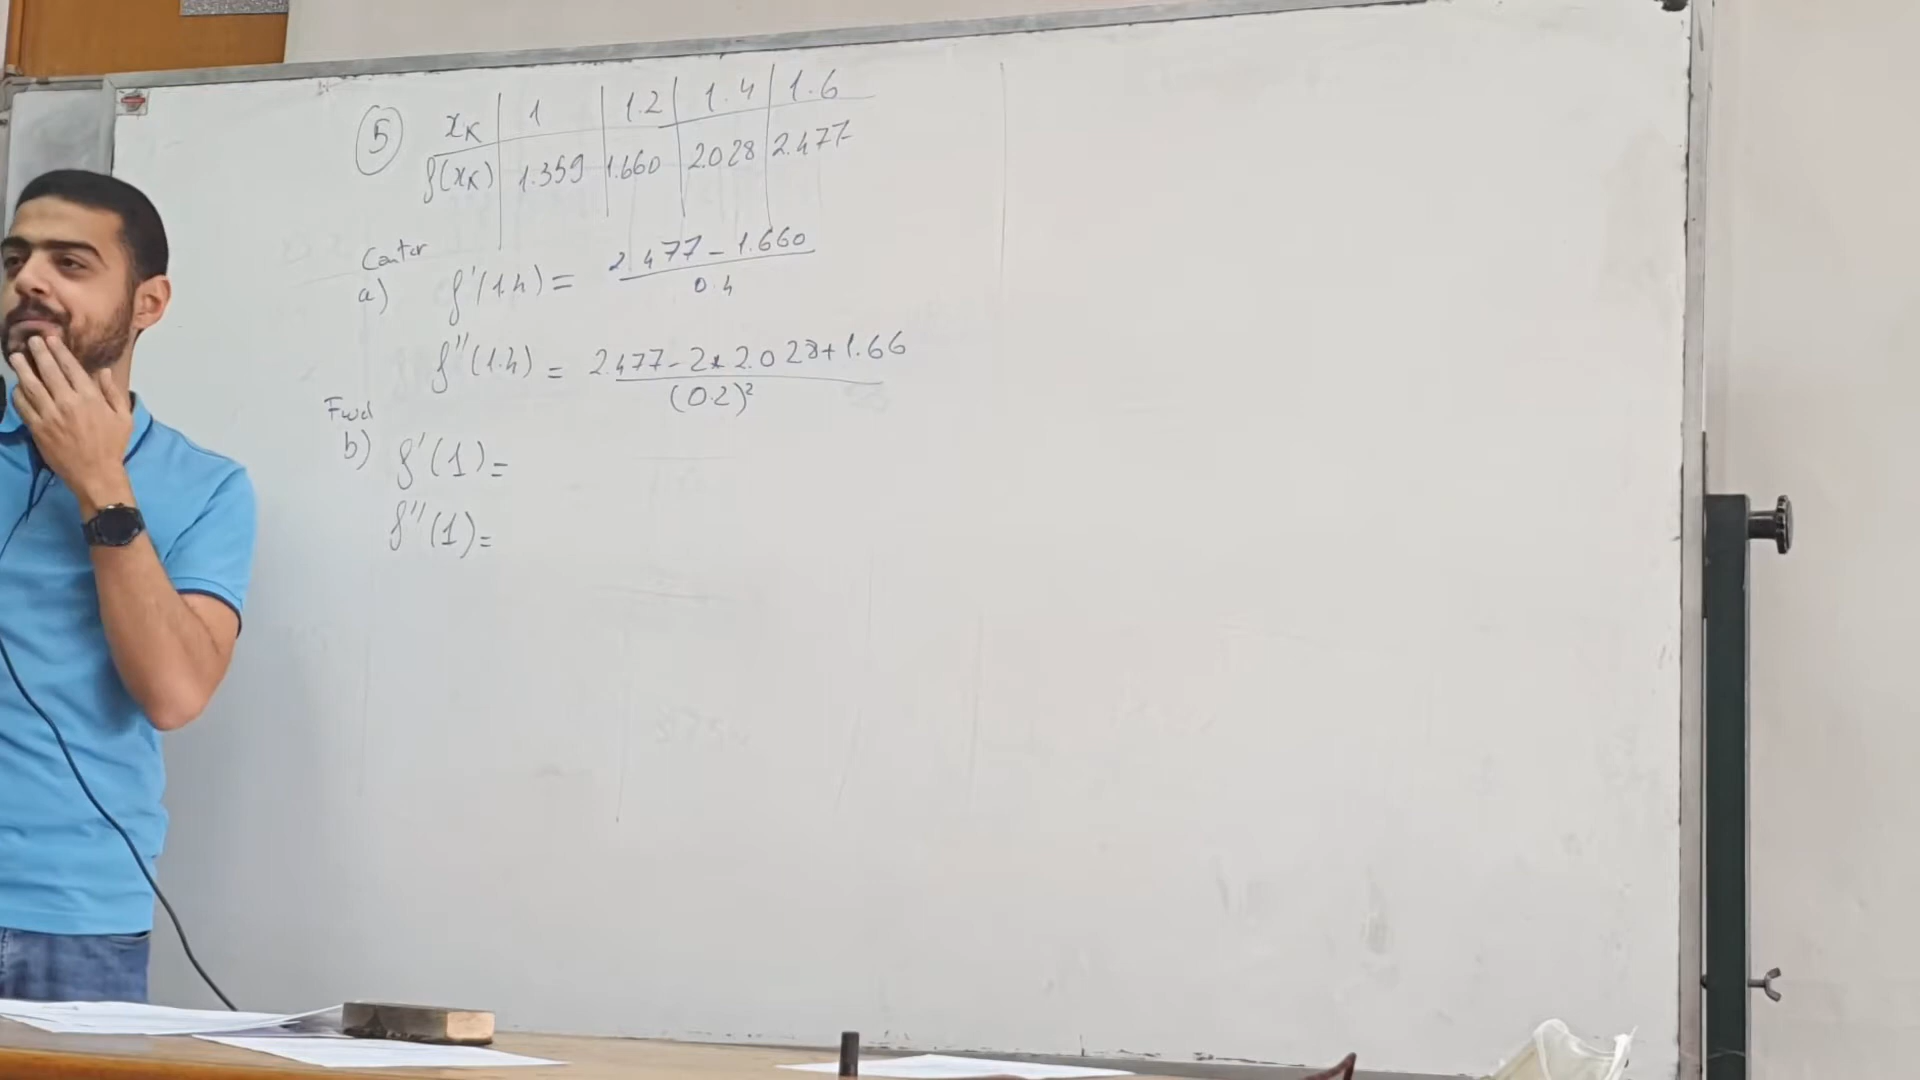 5 xK 1 1.2 1.4 1.6
f(xK) 1.359 1.660 2.028 2.477
Center
a) f'(1.4) = 2.477 - 1.660 / 0.4
f''(1.4) = 2.477 - 2 * 2.028 + 1.66 / (0.2)²
Fwd
b) f'(1) =
f''(1) =